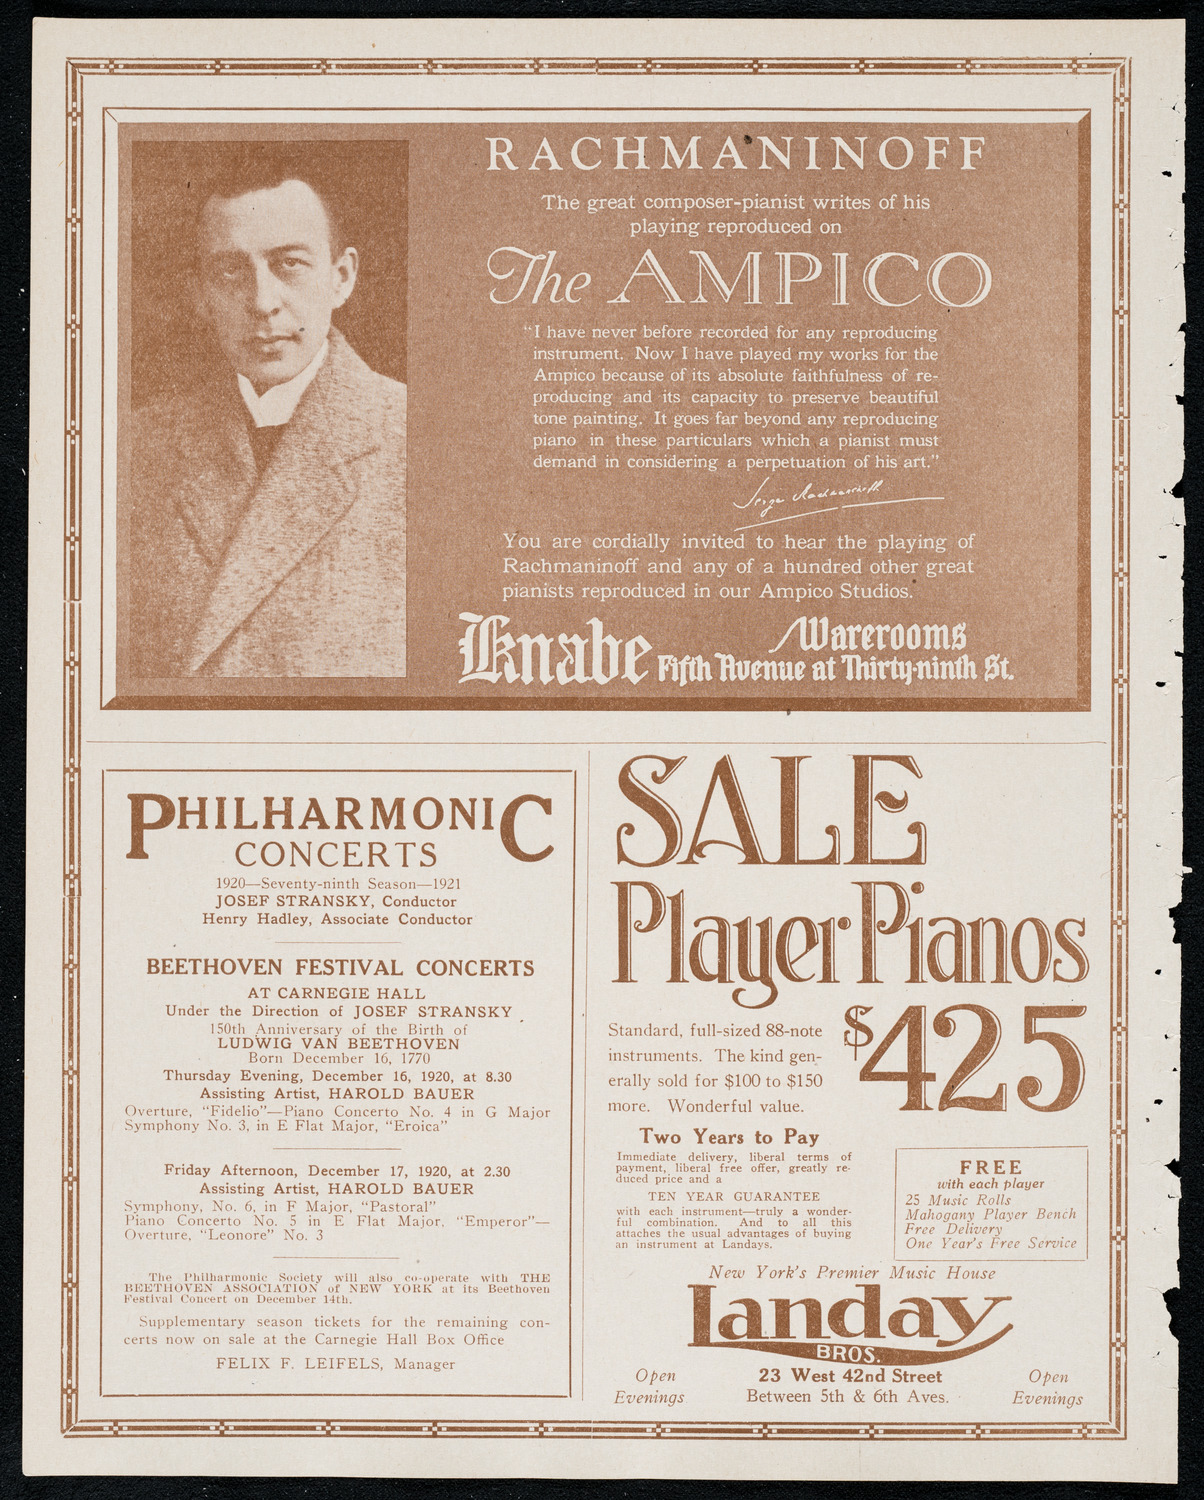 RACHMANINOFF
The great composer-pianist writes of his
playing reproduced on
The AMPICO
"I have never before recorded for any reproducing
instrument. Now I have played my works for the
Ampico because of its absolute faithfulness of re-
producing and its capacity to preserve beautiful
tone painting. It goes far beyond any reproducing
piano in these particulars which a pianist must
demand in considering a perpetuation of his art."
Serge Rachmaninoff
You are cordially invited to hear the playing of
Rachmaninoff and any of a hundred other great
pianists reproduced in our Ampico Studios.
Knabe Warerooms
Fifth Avenue at Thirty-ninth St.
PHILHARMONIC
CONCERTS
1920—Seventy-ninth Season—1921
JOSEF STRANSKY, Conductor
Henry Hadley, Associate Conductor
BEETHOVEN FESTIVAL CONCERTS
AT CARNEGIE HALL
Under the Direction of JOSEF STRANSKY
150th Anniversary of the Birth of
LUDWIG VAN BEETHOVEN
Born December 16, 1770
Thursday Evening, December 16, 1920, at 8.30
Assisting Artist, HAROLD BAUER
Overture, "Fidelio"—Piano Concerto No. 4 in G Major
Symphony No. 3, in E Flat Major, "Eroica"
Friday Afternoon, December 17, 1920, at 2.30
Assisting Artist, HAROLD BAUER
Symphony, No. 6, in F Major, "Pastoral"
Piano Concerto No. 5 in E Flat Major, "Emperor"—
Overture, "Leonore" No. 3
The Philharmonic Society will also co-operate with THE
BEETHOVEN ASSOCIATION of NEW YORK at its Beethoven
Festival Concert on December 14th.
Supplementary season tickets for the remaining con-
certs now on sale at the Carnegie Hall Box Office
FELIX F. LEIFELS, Manager
SALE
Player Pianos
$425
Standard, full-sized 88-note
instruments. The kind gen-
erally sold for $100 to $150
more. Wonderful value.
Two Years to Pay
Immediate delivery, liberal terms of
payment, liberal free offer, greatly re-
duced price and a
TEN YEAR GUARANTEE
with each instrument—truly a wonder-
ful combination. And to all this
attaches the usual advantages of buying
an instrument at Landays.
FREE
with each player
25 Music Rolls
Mahogany Player Bench
Free Delivery
One Year's Free Service
New York's Premier Music House
Landay
BROS.
Open
Evenings
23 West 42nd Street
Between 5th & 6th Aves.
Open
Evenings